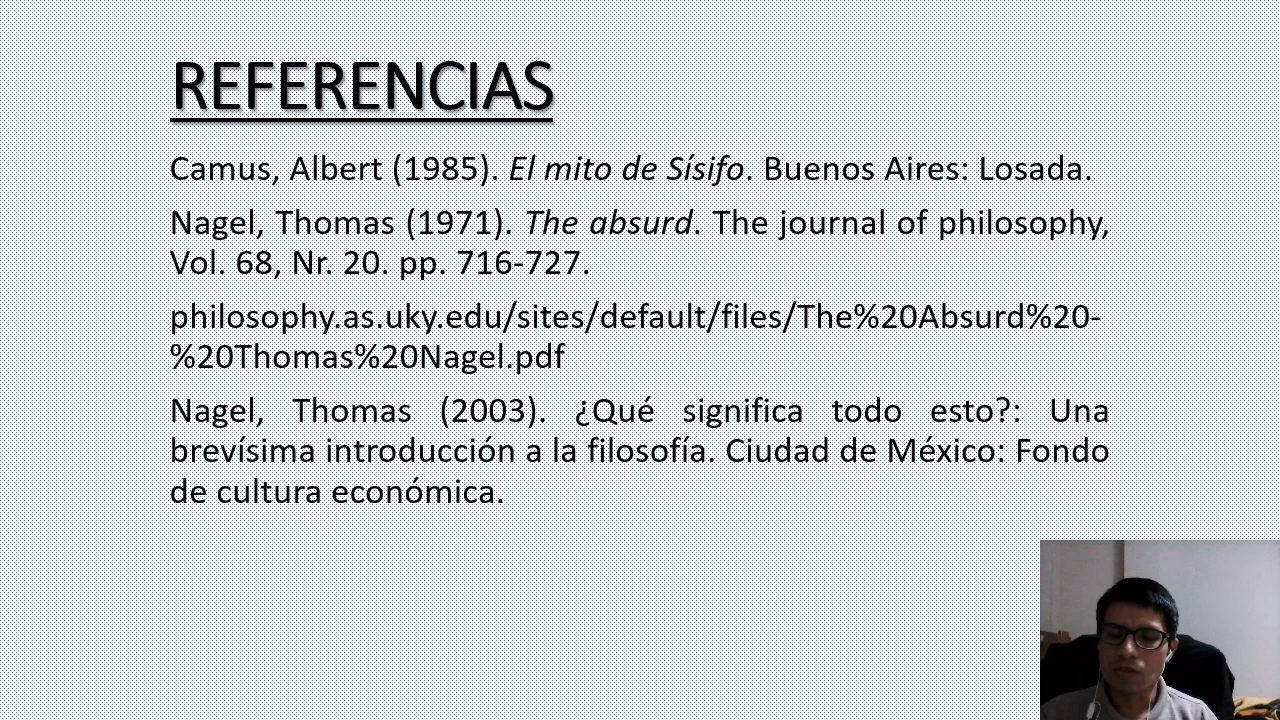 REFERENCIAS
Camus, Albert (1985). El mito de Sísifo. Buenos Aires: Losada.
Nagel, Thomas (1971). The absurd. The journal of philosophy,
Vol. 68, Nr. 20. pp. 716-727.
philosophy.as.uky.edu/sites/default/files/The%20Absurd%20-
%20Thomas%20Nagel.pdf
Nagel, Thomas (2003). ¿Qué significa todo esto?: Una
brevísima introducción a la filosofía. Ciudad de México: Fondo
de cultura económica.